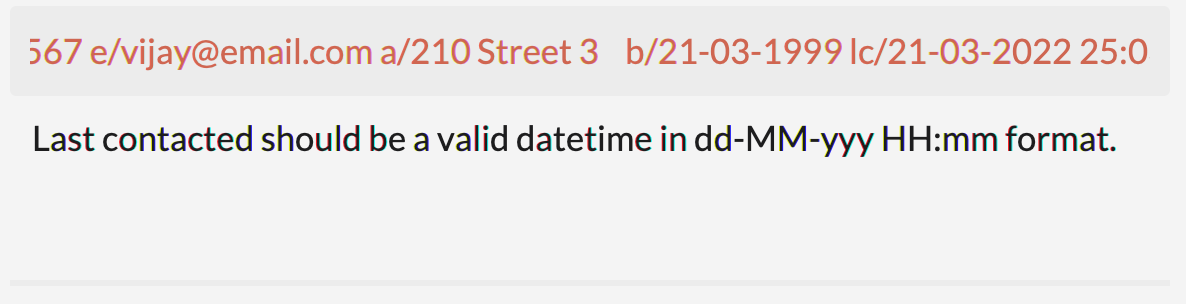 567 e/vijay@email.com a/210 Street 3 b/21-03-1999 lc/21-03-2022 25:0
Last contacted should be a valid datetime in dd-MM-yyy HH:mm format.